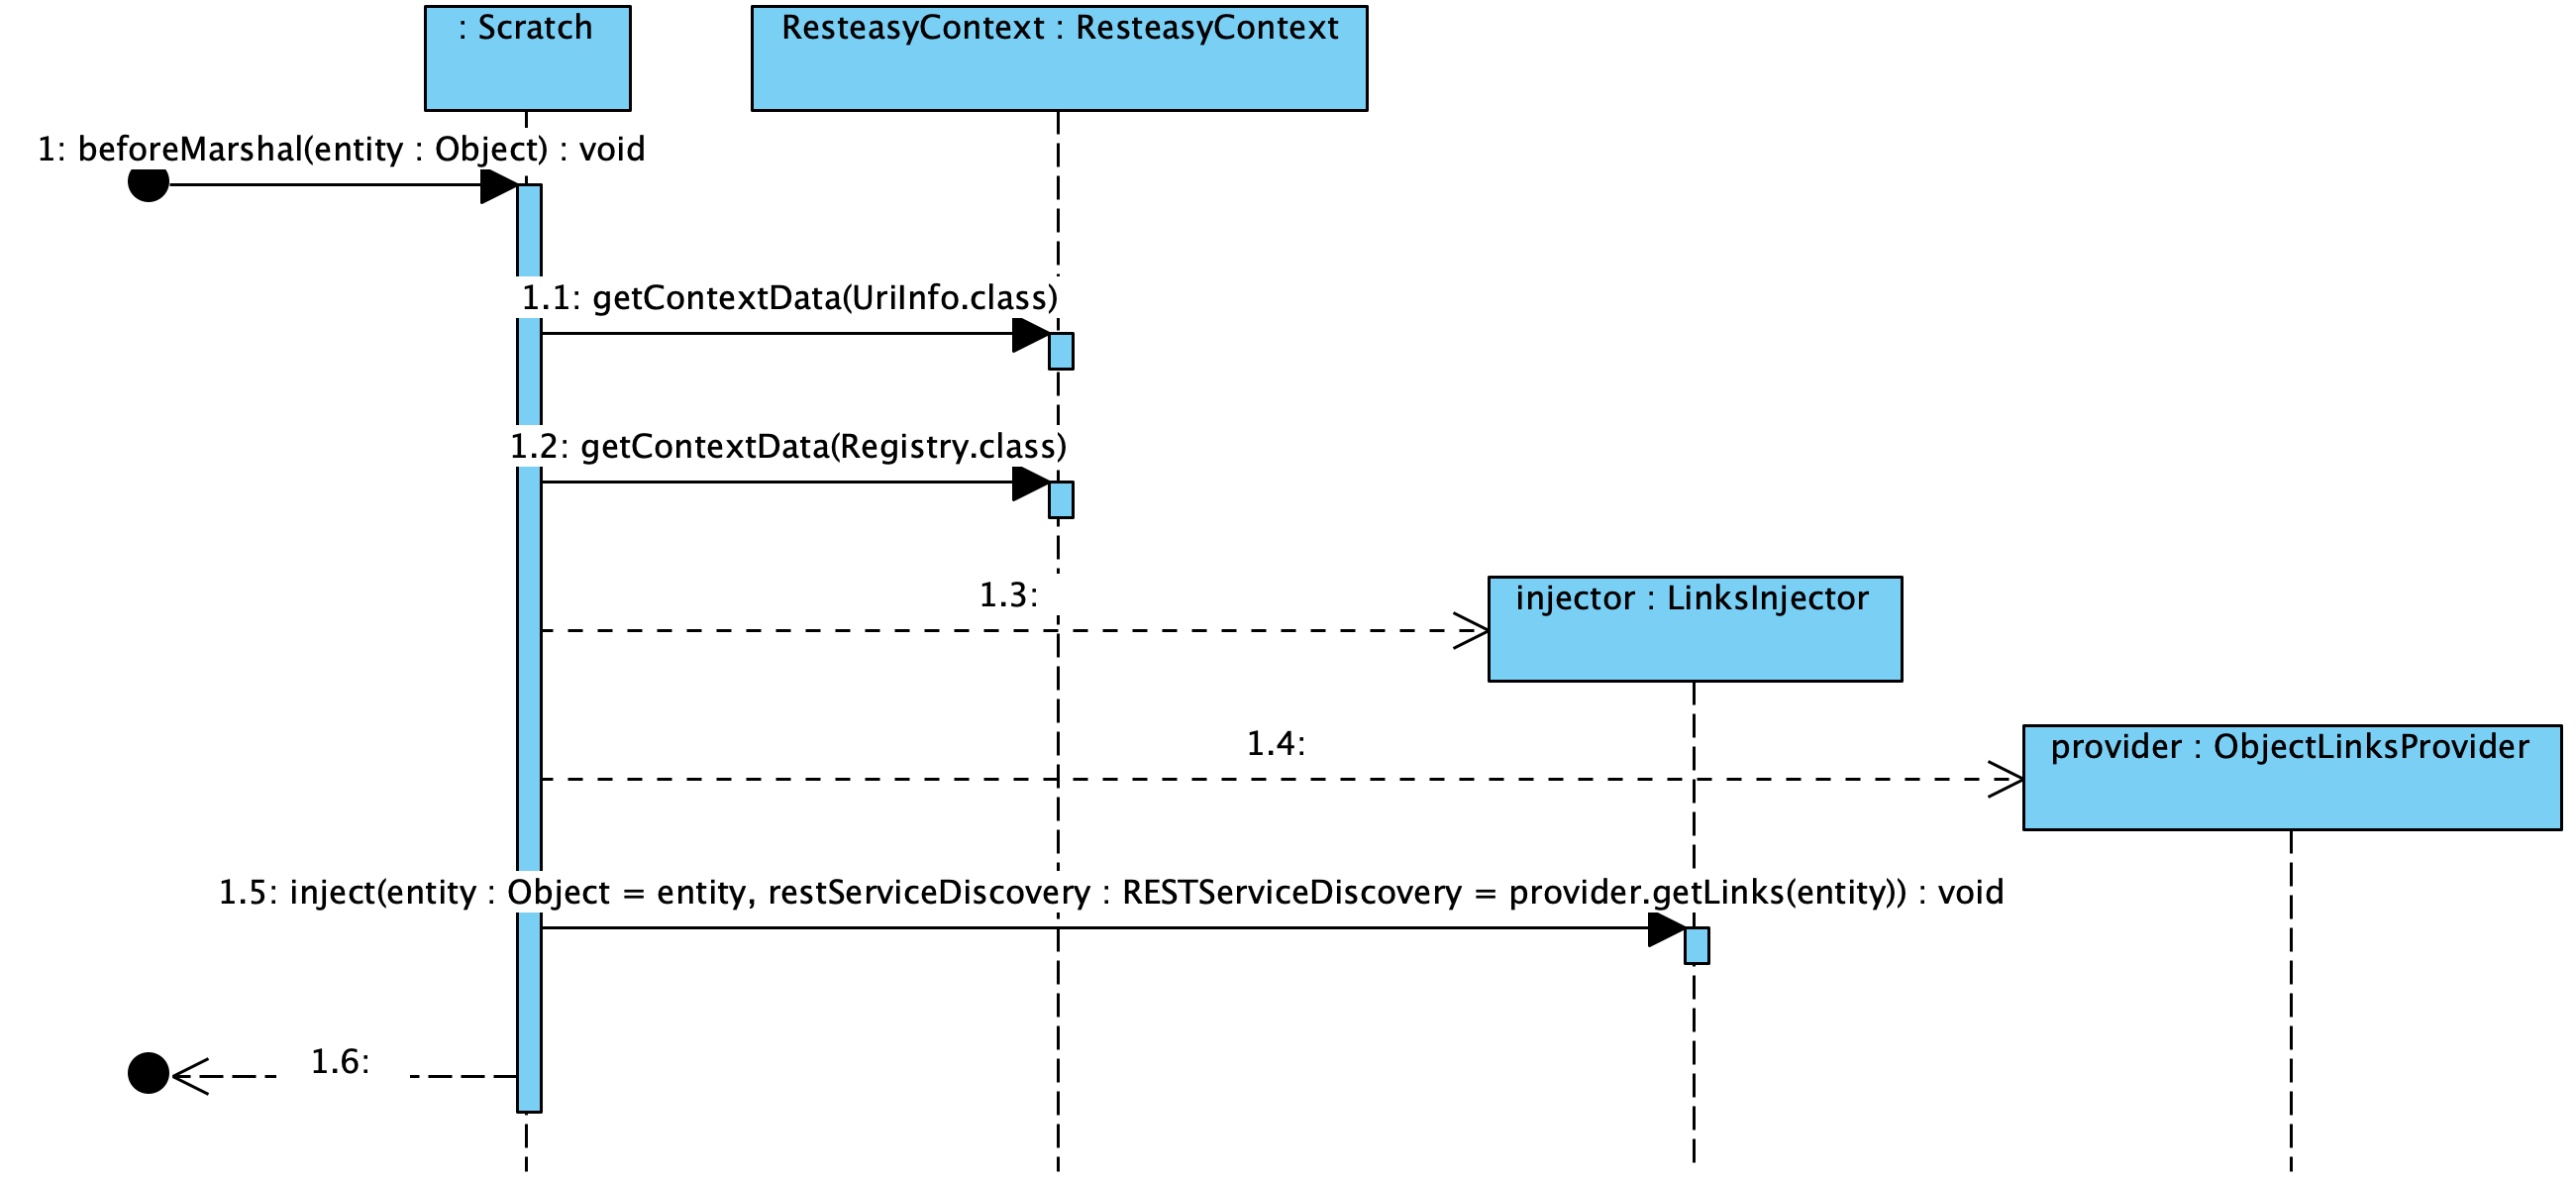 : Scratch
ResteasyContext : ResteasyContext
1: beforeMarshal(entity : Object) : void
1.1: getContextData(UriInfo.class)
1.2: getContextData(Registry.class)
1.3:
injector : LinksInjector
1.4:
provider : ObjectLinksProvider
1.5: inject(entity : Object = entity, restServiceDiscovery : RESTServiceDiscovery = provider.getLinks(entity)) : void
1.6: